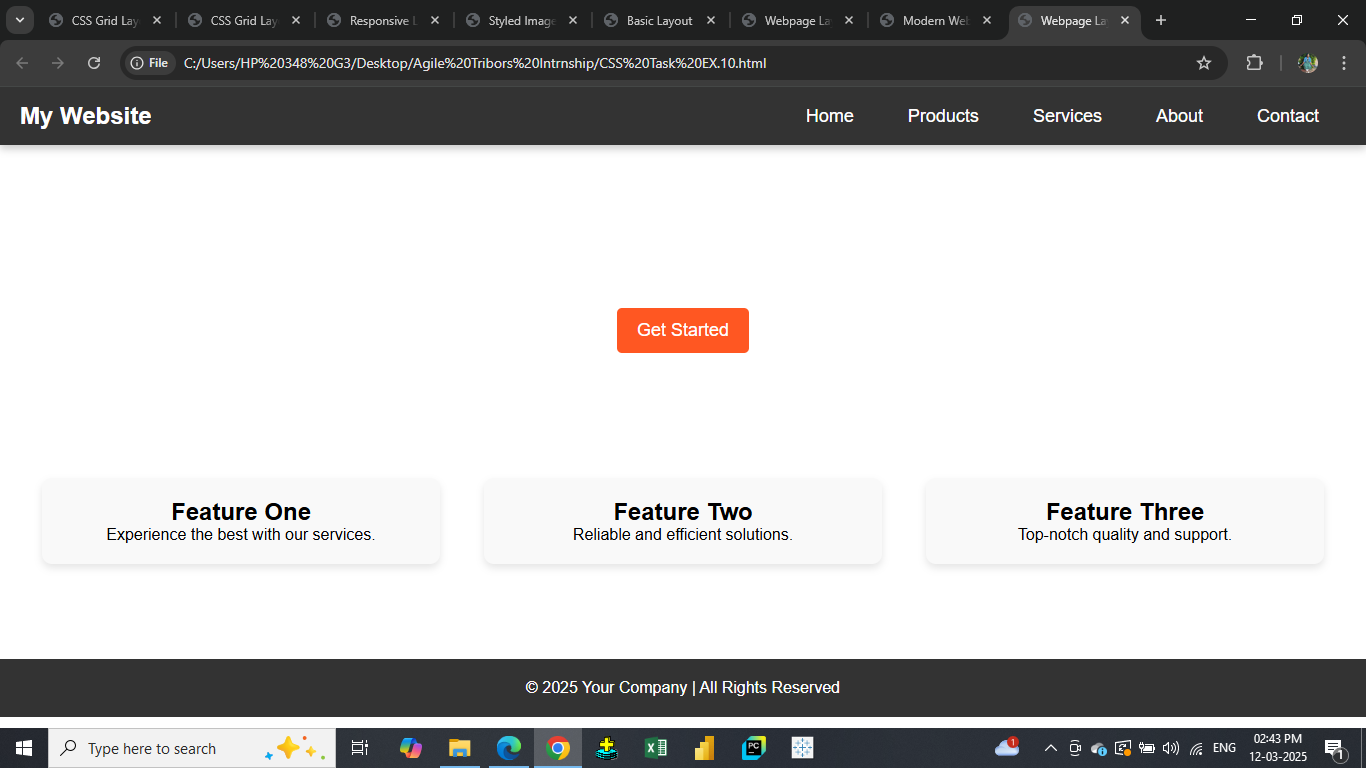 CSS Grid Lay
CSS Grid Lay
Responsive L
Styled Image
Basic Layout
Webpage La
Modern Web
Webpage La
File
C:/Users/HP%20348%20G3/Desktop/Agile%20Tribors%20Intrnship/CSS%20Task%20EX.10.html
My Website
Home
Products
Services
About
Contact
Get Started
Feature One
Experience the best with our services.
Feature Two
Reliable and efficient solutions.
Feature Three
Top-notch quality and support.
© 2025 Your Company | All Rights Reserved
Type here to search
PC
1
ENG
02:43 PM
12-03-2025
1